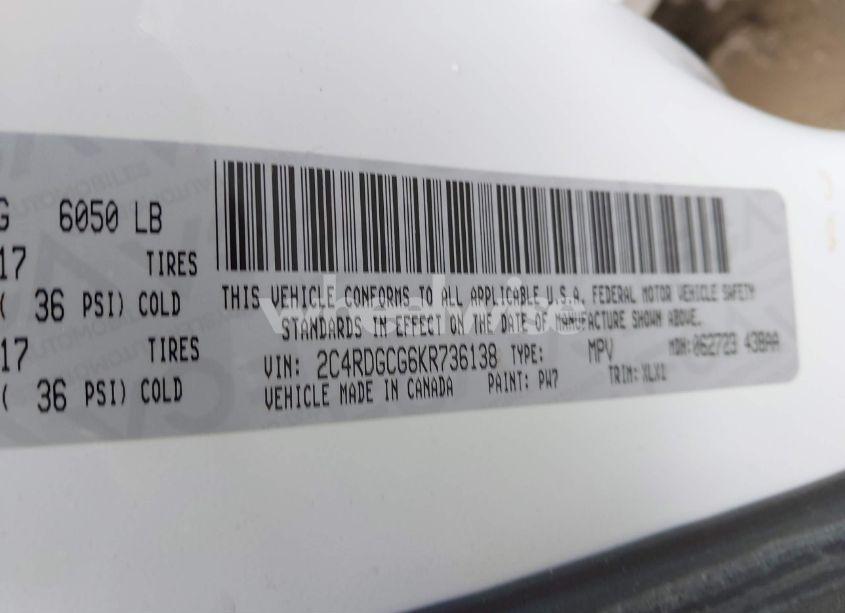 G 6050 LB
17 TIRES
( 36 PSI) COLD
17 TIRES
( 36 PSI) COLD
THIS VEHICLE CONFORMS TO ALL APPLICABLE U.S.A. FEDERAL MOTOR VEHICLE SAFETY
STANDARDS IN EFFECT ON THE DATE OF MANUFACTURE SHOWN ABOVE.
VIN: 2C4RDGCG6KR736138 TYPE: MPV MDH: 062723 43BAA
VEHICLE MADE IN CANADA PAINT: PW7 TRIM: XLX1
wheelwise